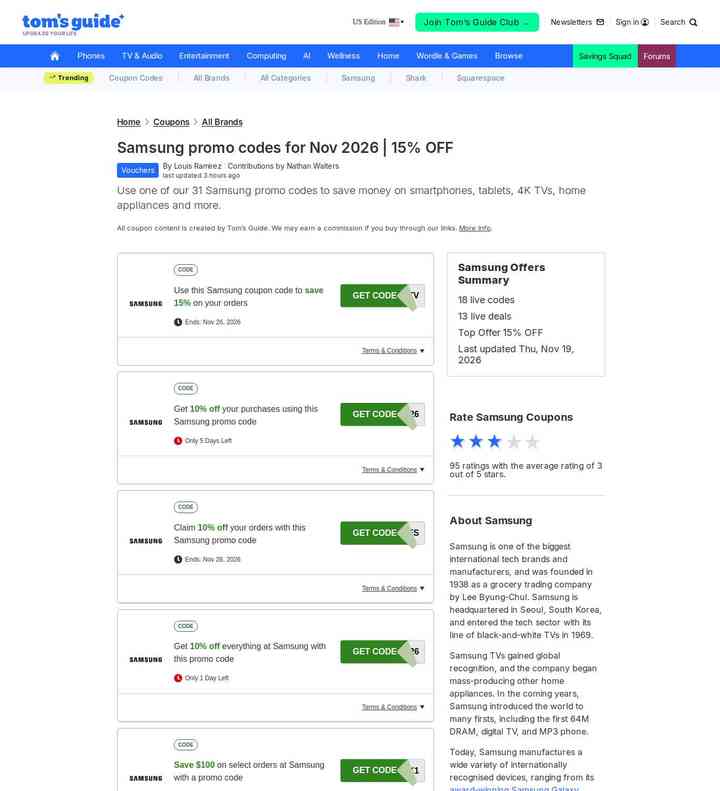 tom's guide
UPGRADE YOUR LIFE
US Edition
Join Tom's Guide Club →
Newsletters
Sign in
Search
Phones
TV & Audio
Entertainment
Computing
AI
Wellness
Home
Wordle & Games
Browse
Savings Squad
Forums
Trending
Coupon Codes
All Brands
All Categories
Samsung
Shark
Squarespace
Home > Coupons > All Brands
Samsung promo codes for Nov 2026 | 15% OFF
Vouchers
By Louis Ramirez Contributions by Nathan Walters
last updated 3 hours ago
Use one of our 31 Samsung promo codes to save money on smartphones, tablets, 4K TVs, home
appliances and more.
All coupon content is created by Tom's Guide. We may earn a commission if you buy through our links. More Info.
CODE
SAMSUNG
Use this Samsung coupon code to save
15% on your orders
Ends: Nov 26, 2026
GET CODE
TV
Terms & Conditions ▼
CODE
SAMSUNG
Get 10% off your purchases using this
Samsung promo code
Only 5 Days Left
GET CODE
26
Terms & Conditions ▼
CODE
SAMSUNG
Claim 10% off your orders with this
Samsung promo code
Ends: Nov 28, 2026
GET CODE
ES
Terms & Conditions ▼
CODE
SAMSUNG
Get 10% off everything at Samsung with
this promo code
Only 1 Day Left
GET CODE
26
Terms & Conditions ▼
CODE
SAMSUNG
Save $100 on select orders at Samsung
with a promo code
GET CODE
Samsung Offers
Summary
18 live codes
13 live deals
Top Offer 15% OFF
Last updated Thu, Nov 19,
2026
Rate Samsung Coupons
95 ratings with the average rating of 3
out of 5 stars.
About Samsung
Samsung is one of the biggest
international tech brands and
manufacturers, and was founded in
1938 as a grocery trading company
by Lee Byung-Chul. Samsung is
headquartered in Seoul, South Korea,
and entered the tech sector with its
line of black-and-white TVs in 1969.
Samsung TVs gained global
recognition, and the company began
mass-producing other home
appliances. In the coming years,
Samsung introduced the world to
many firsts, including the first 64M
DRAM, digital TV, and MP3 phone.
Today, Samsung manufactures a
wide variety of internationally
recognised devices, ranging from its
award-winning Samsung Galaxy